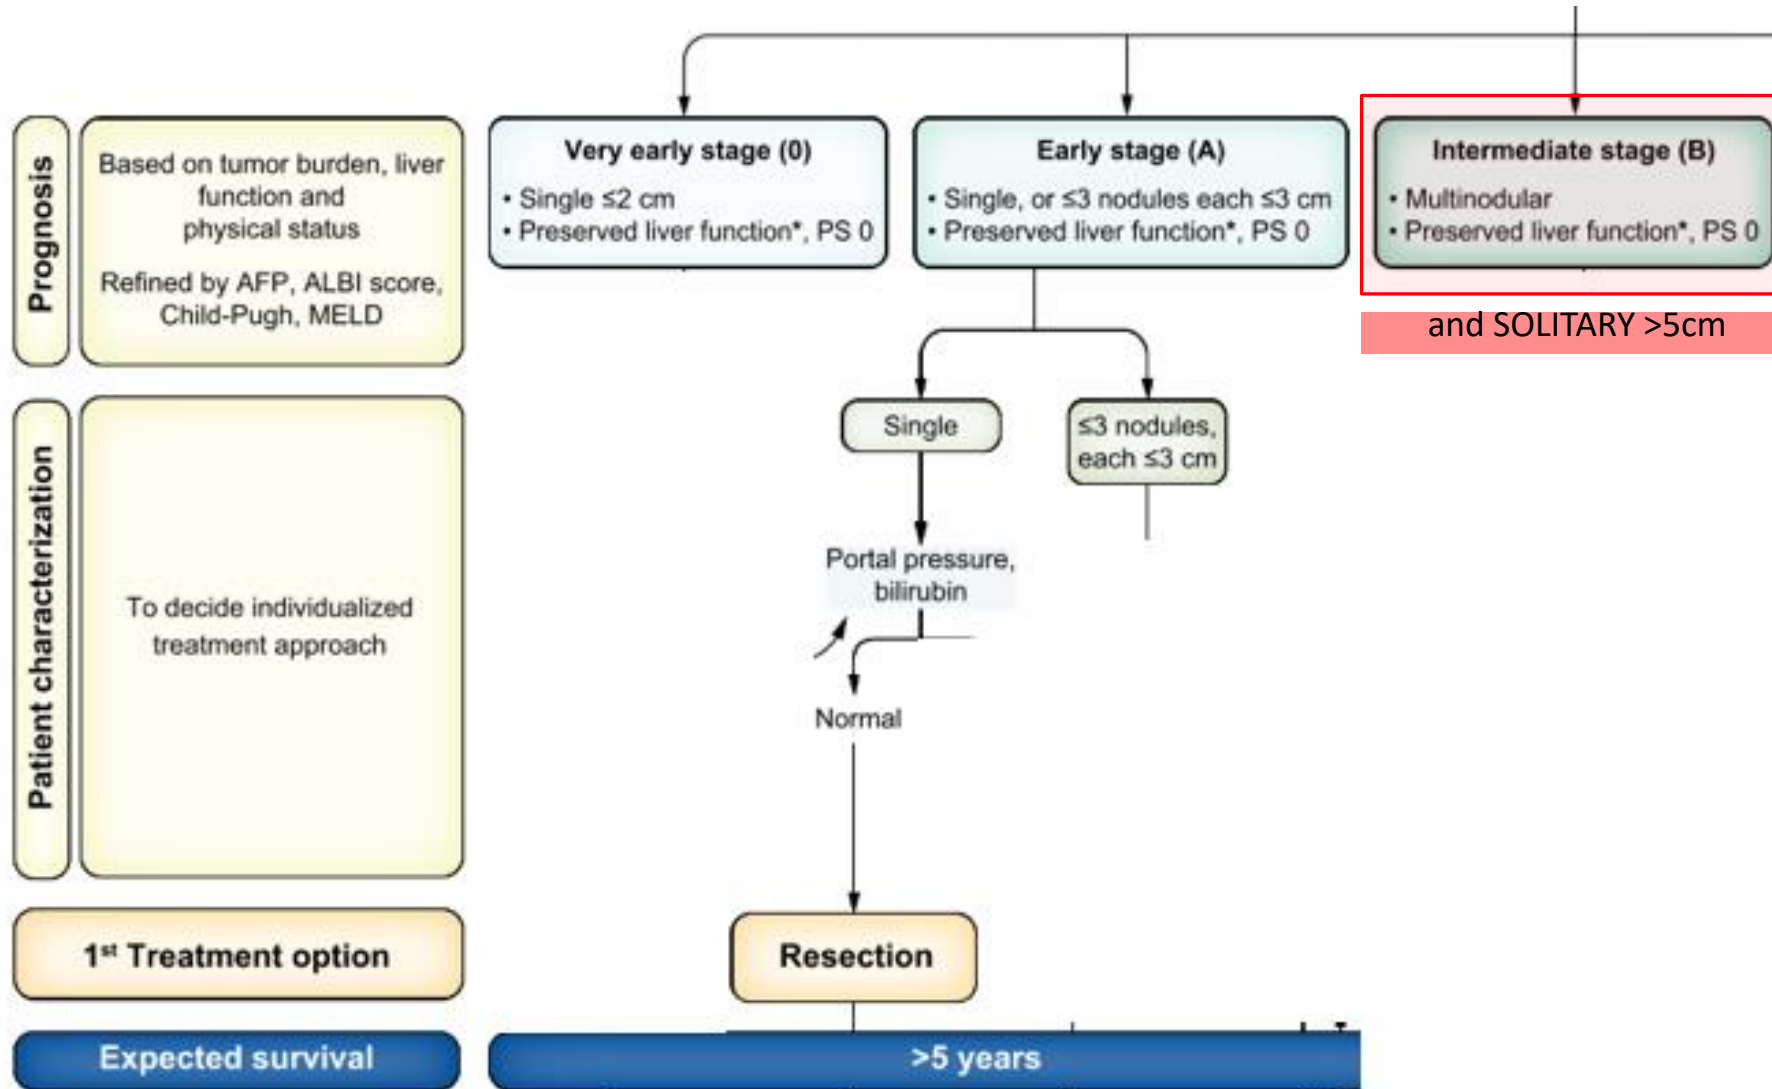 Prognosis
Based on tumor burden, liver
function and
physical status
Refined by AFP, ALBI score,
Child-Pugh, MELD
Very early stage (0)
• Single ≤2 cm
• Preserved liver function*, PS 0
Early stage (A)
• Single, or ≤3 nodules each ≤3 cm
• Preserved liver function*, PS 0
Intermediate stage (B)
• Multinodular
• Preserved liver function*, PS 0
and SOLITARY >5cm
Patient characterization
To decide individualized
treatment approach
Single
≤3 nodules,
each ≤3 cm
Portal pressure,
bilirubin
Normal
1st Treatment option
Resection
Expected survival
>5 years